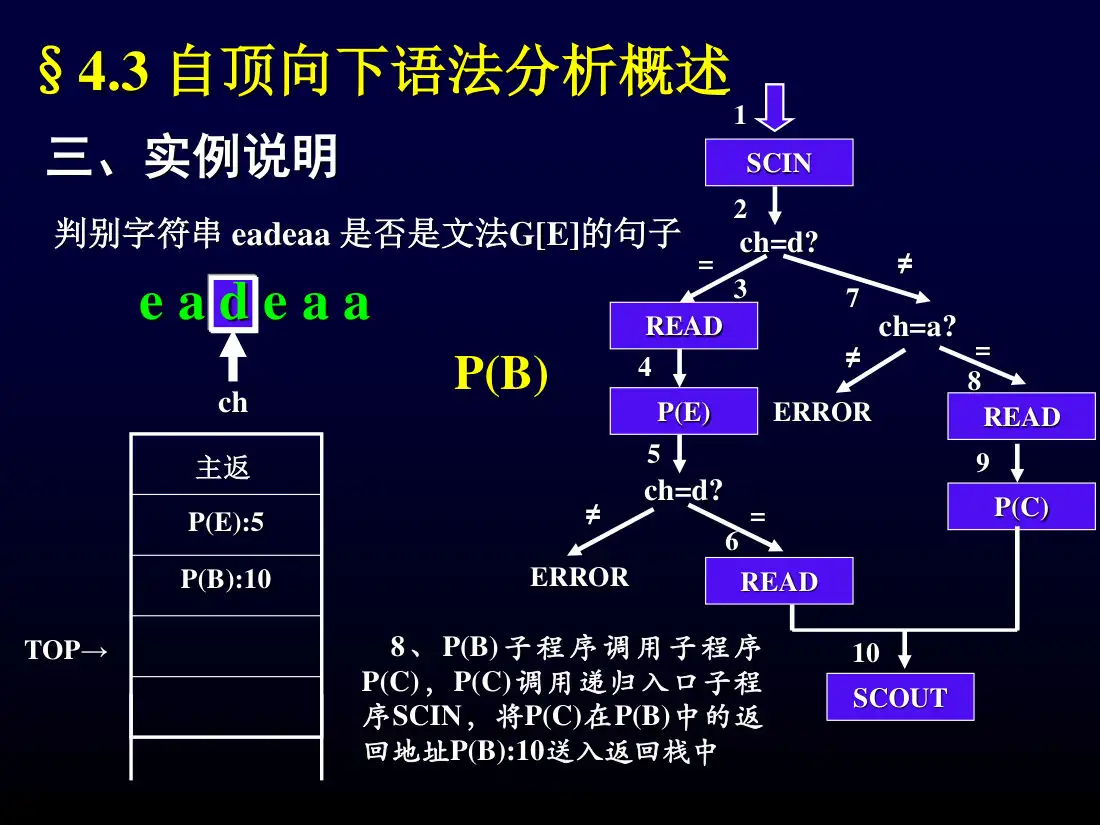 §4.3 自顶向下语法分析概述
三、实例说明
判别字符串 eadeaa 是否是文法G[E]的句子
e a d e a a
ch
P(B)
主返
P(E):5
P(B):10
TOP→
1
SCIN
2
ch=d?
=
≠
3
7
READ
ch=a?
4
≠
=
8
P(E)
ERROR
READ
5
9
ch=d?
P(C)
≠
=
6
ERROR
READ
10
SCOUT
8、P(B)子程序调用子程序
P(C)，P(C)调用递归入口子程
序SCIN，将P(C)在P(B)中的返
回地址P(B):10送入返回栈中